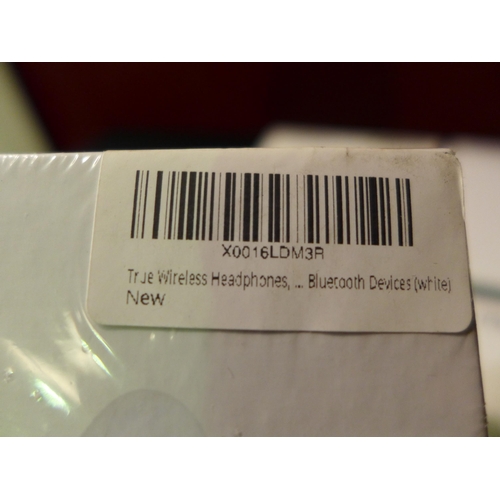 X0016LDM3R
True Wireless Headphones, ... Bluetooth Devices (white)
New